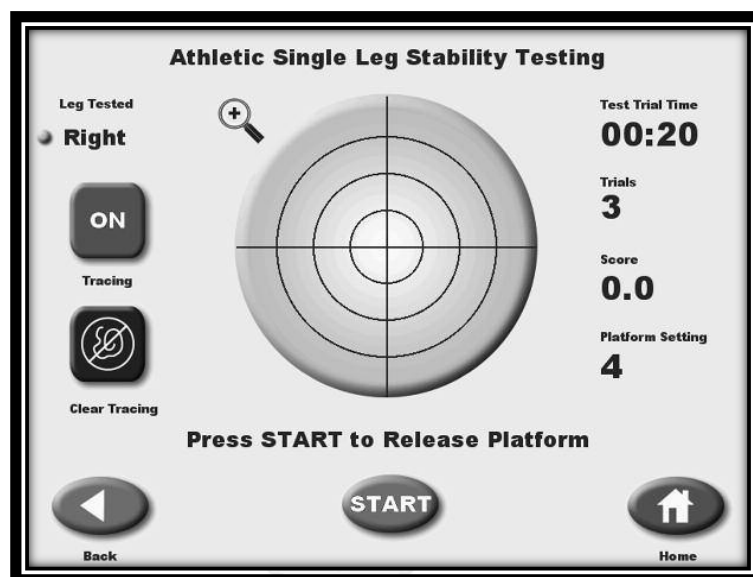 Athletic Single Leg Stability Testing
Leg Tested
Right
ON
Tracing
Clear Tracing
Test Trial Time
00:20
Trials
3
Score
0.0
Platform Setting
4
Press START to Release Platform
START
Back
Home